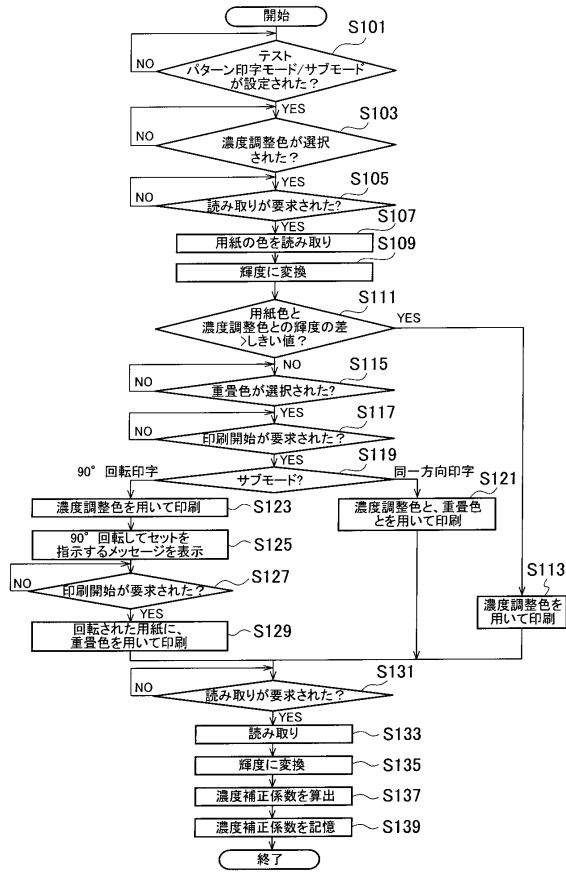 開始
S101
テスト
パターン印字モード/サブモード
が設定された？
NO
YES
S103
濃度調整色が選択
された？
NO
YES
S105
読み取りが要求された?
NO
YES
S107
用紙の色を読み取り
S109
輝度に変換
S111
用紙色と
濃度調整色との輝度の差
>しきい値？
YES
NO
S115
重畳色が選択された?
NO
YES
S117
印刷開始が要求された？
NO
YES
S119
90° 回転印字
サブモード?
同一方向印字
S121
濃度調整色と、重畳色
とを用いて印刷
濃度調整色を用いて印刷
S123
90° 回転してセットを
指示するメッセージを表示
S125
S127
印刷開始が要求された？
NO
YES
S113
濃度調整色を
用いて印刷
回転された用紙に、
重畳色を用いて印刷
S129
S131
読み取りが要求された？
NO
YES
読み取り
S133
輝度に変換
S135
濃度補正係数を算出
S137
濃度補正係数を記憶
S139
終了